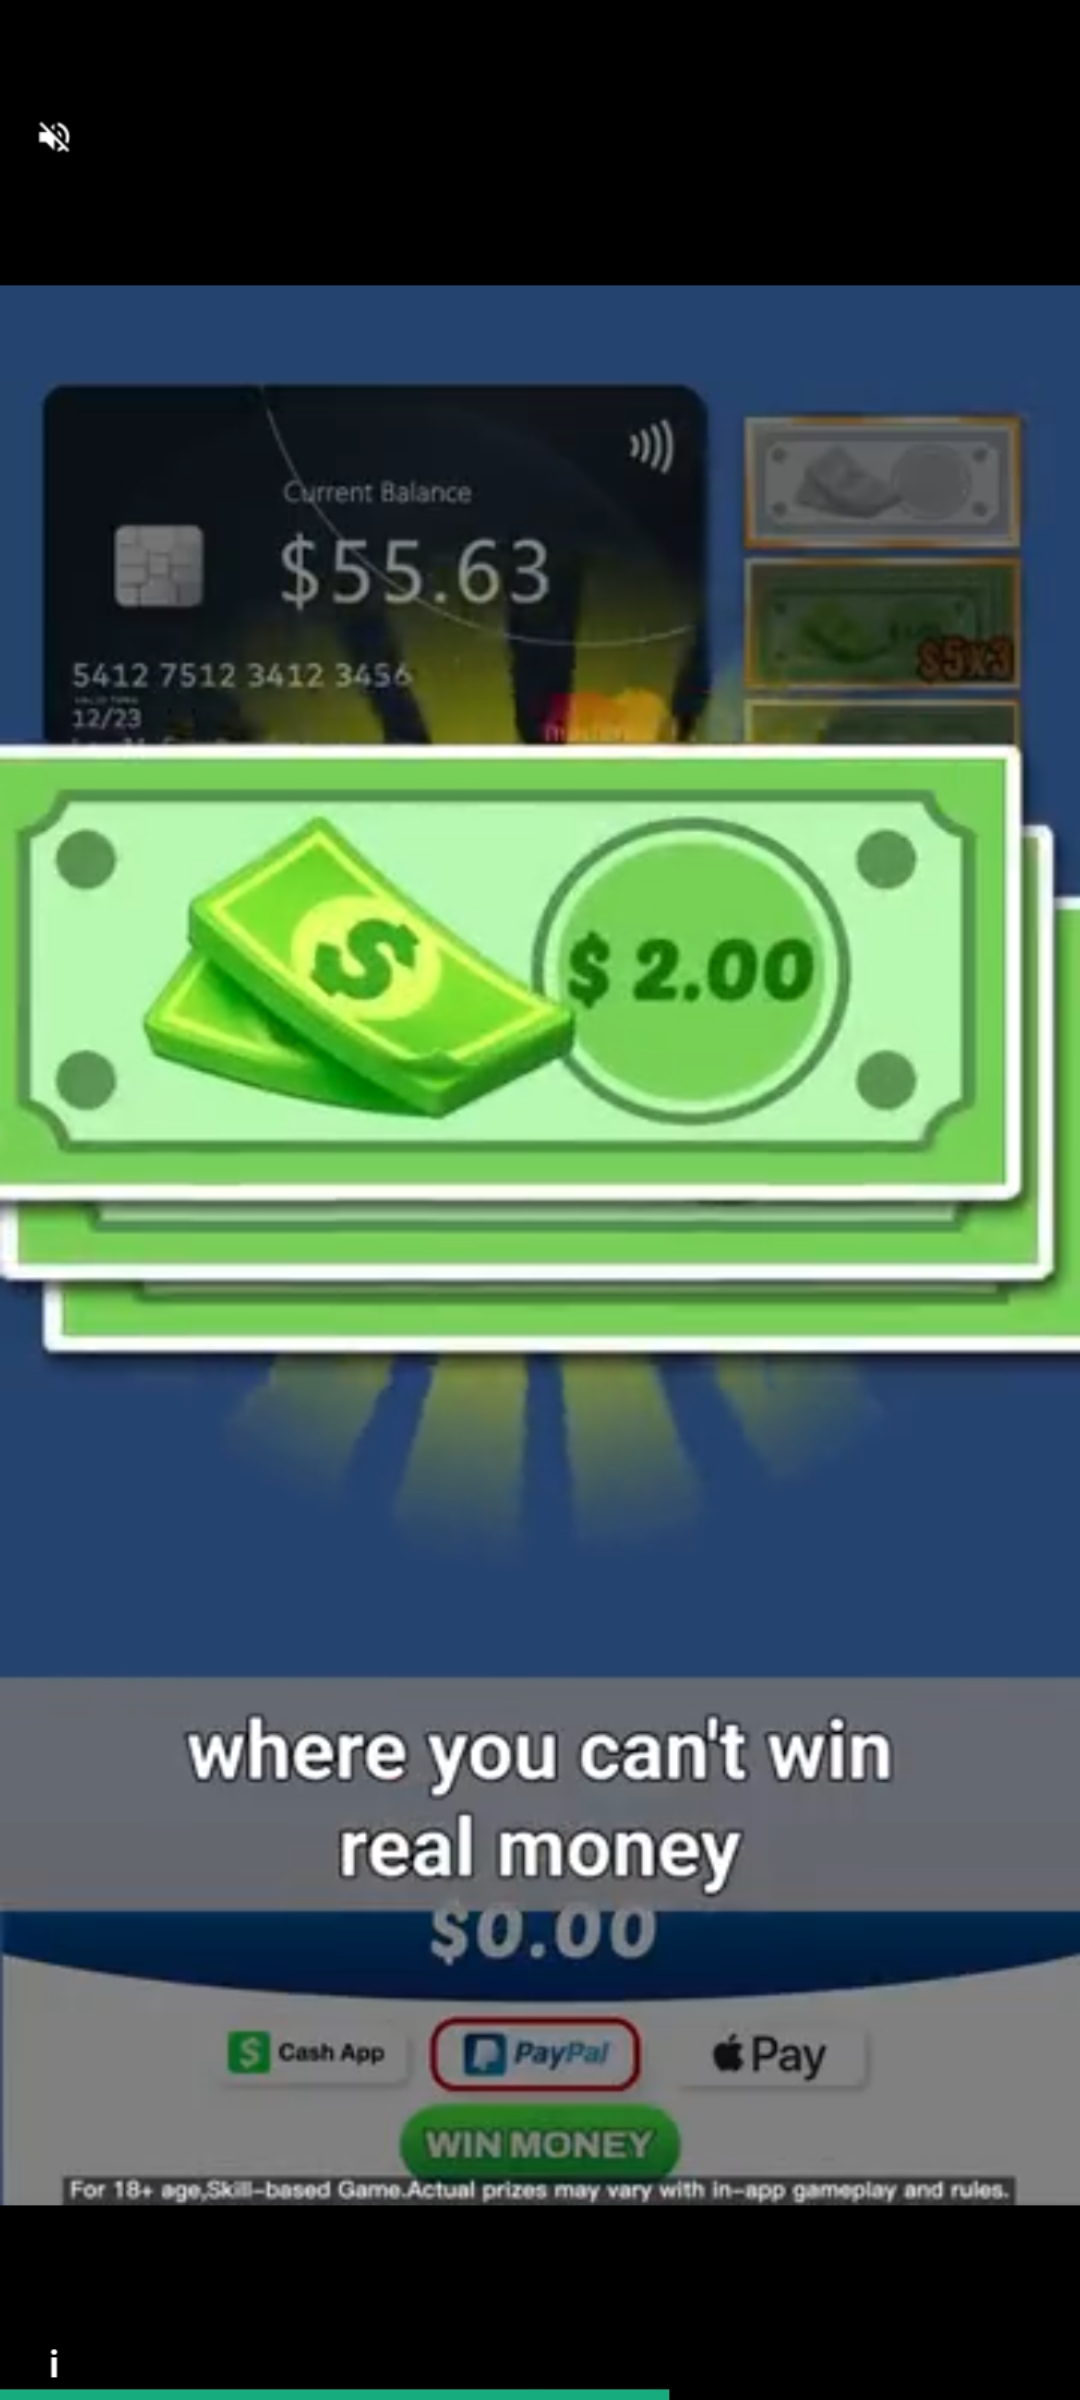 Current Balance
$55.63
5412 7512 3412 3456
12/23
$5x3
$ 2.00
where you can't win
real money
$0.00
Cash App
PayPal
Pay
WIN MONEY
For 18+ age,Skill-based Game.Actual prizes may vary with in-app gameplay and rules.
i